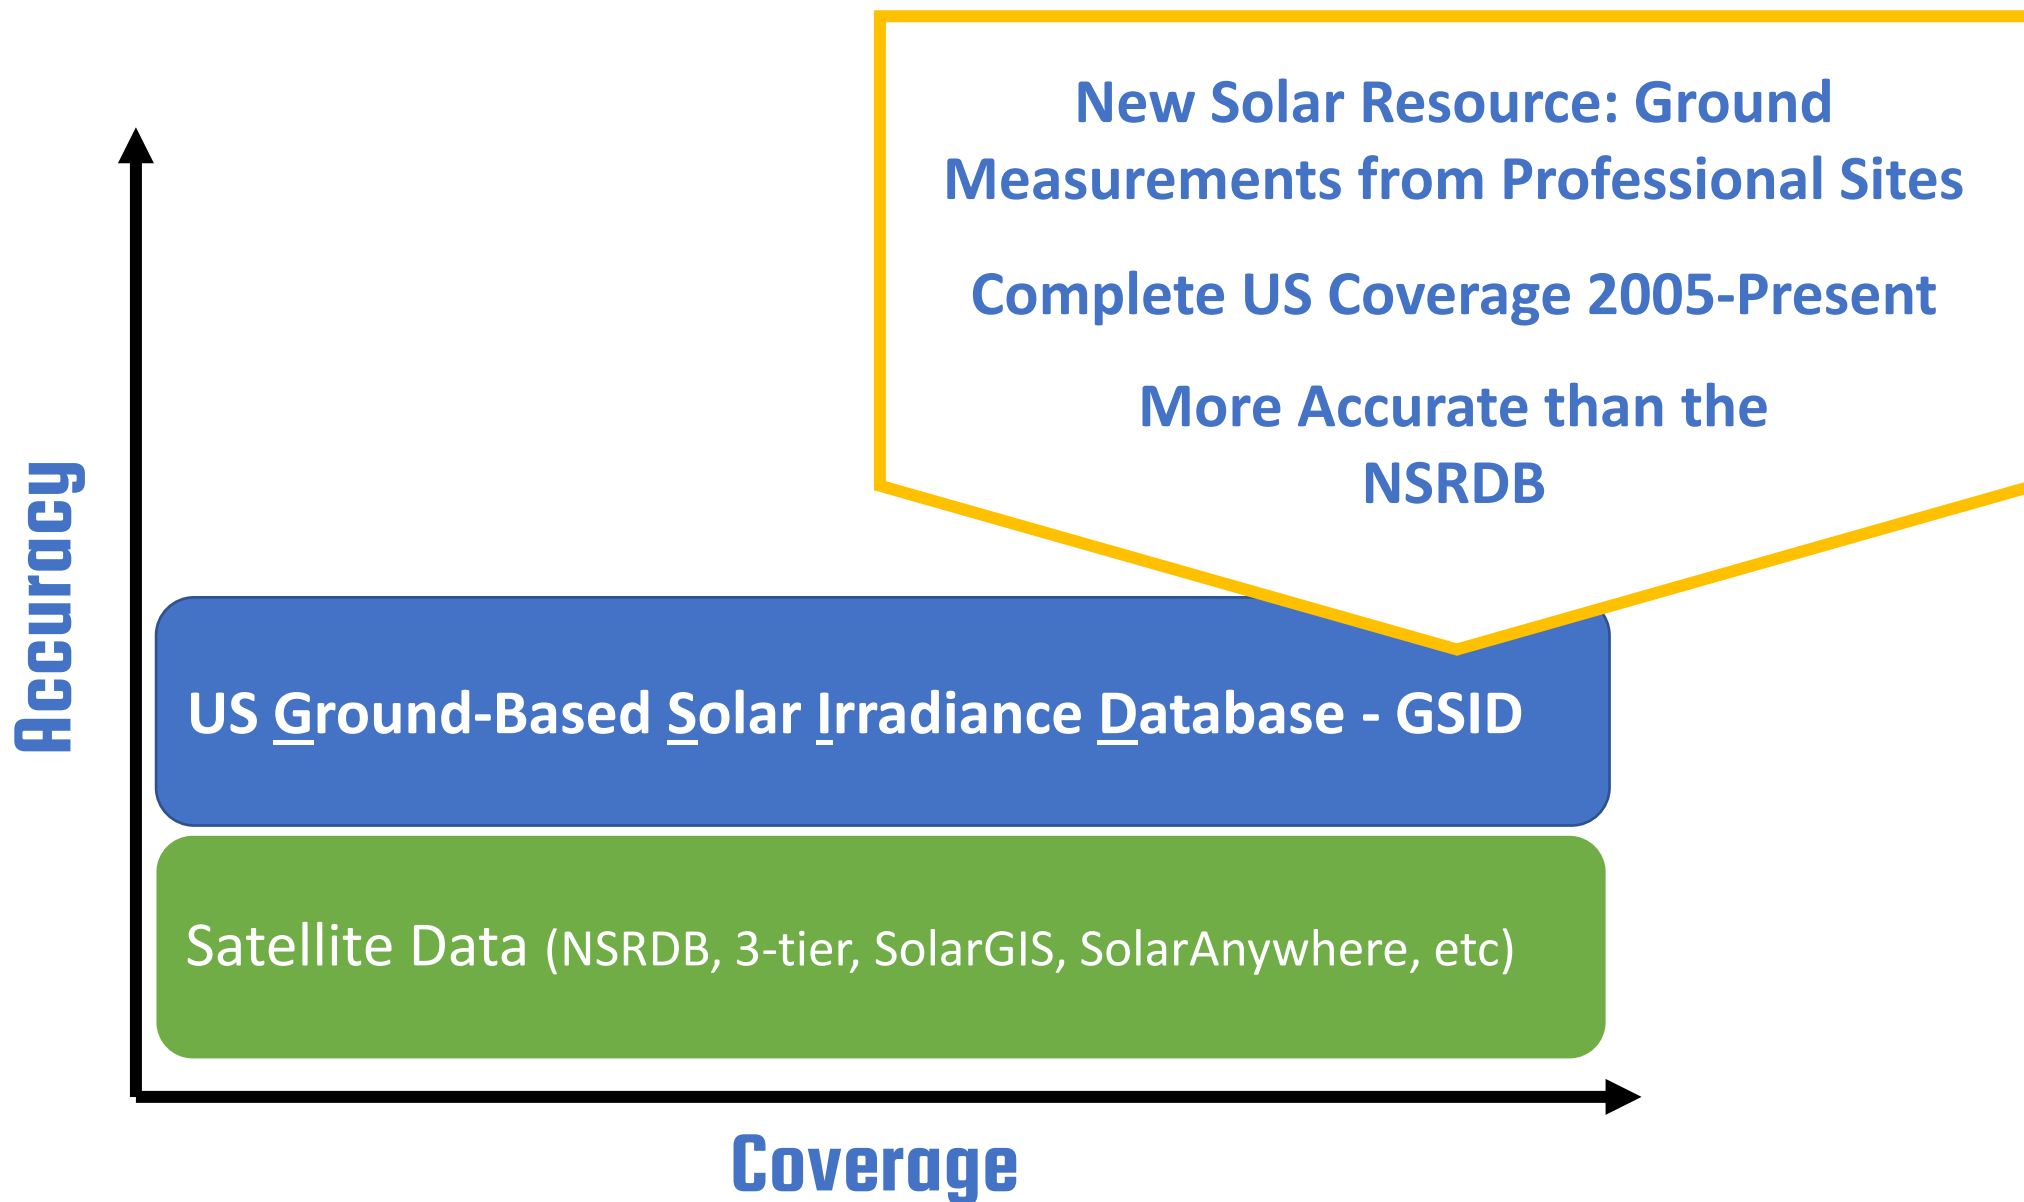 New Solar Resource: Ground
Measurements from Professional Sites
Complete US Coverage 2005-Present
More Accurate than the
NSRDB
Accuracy
US Ground-Based Solar Irradiance Database - GSID
Satellite Data (NSRDB, 3-tier, SolarGIS, SolarAnywhere, etc)
Coverage